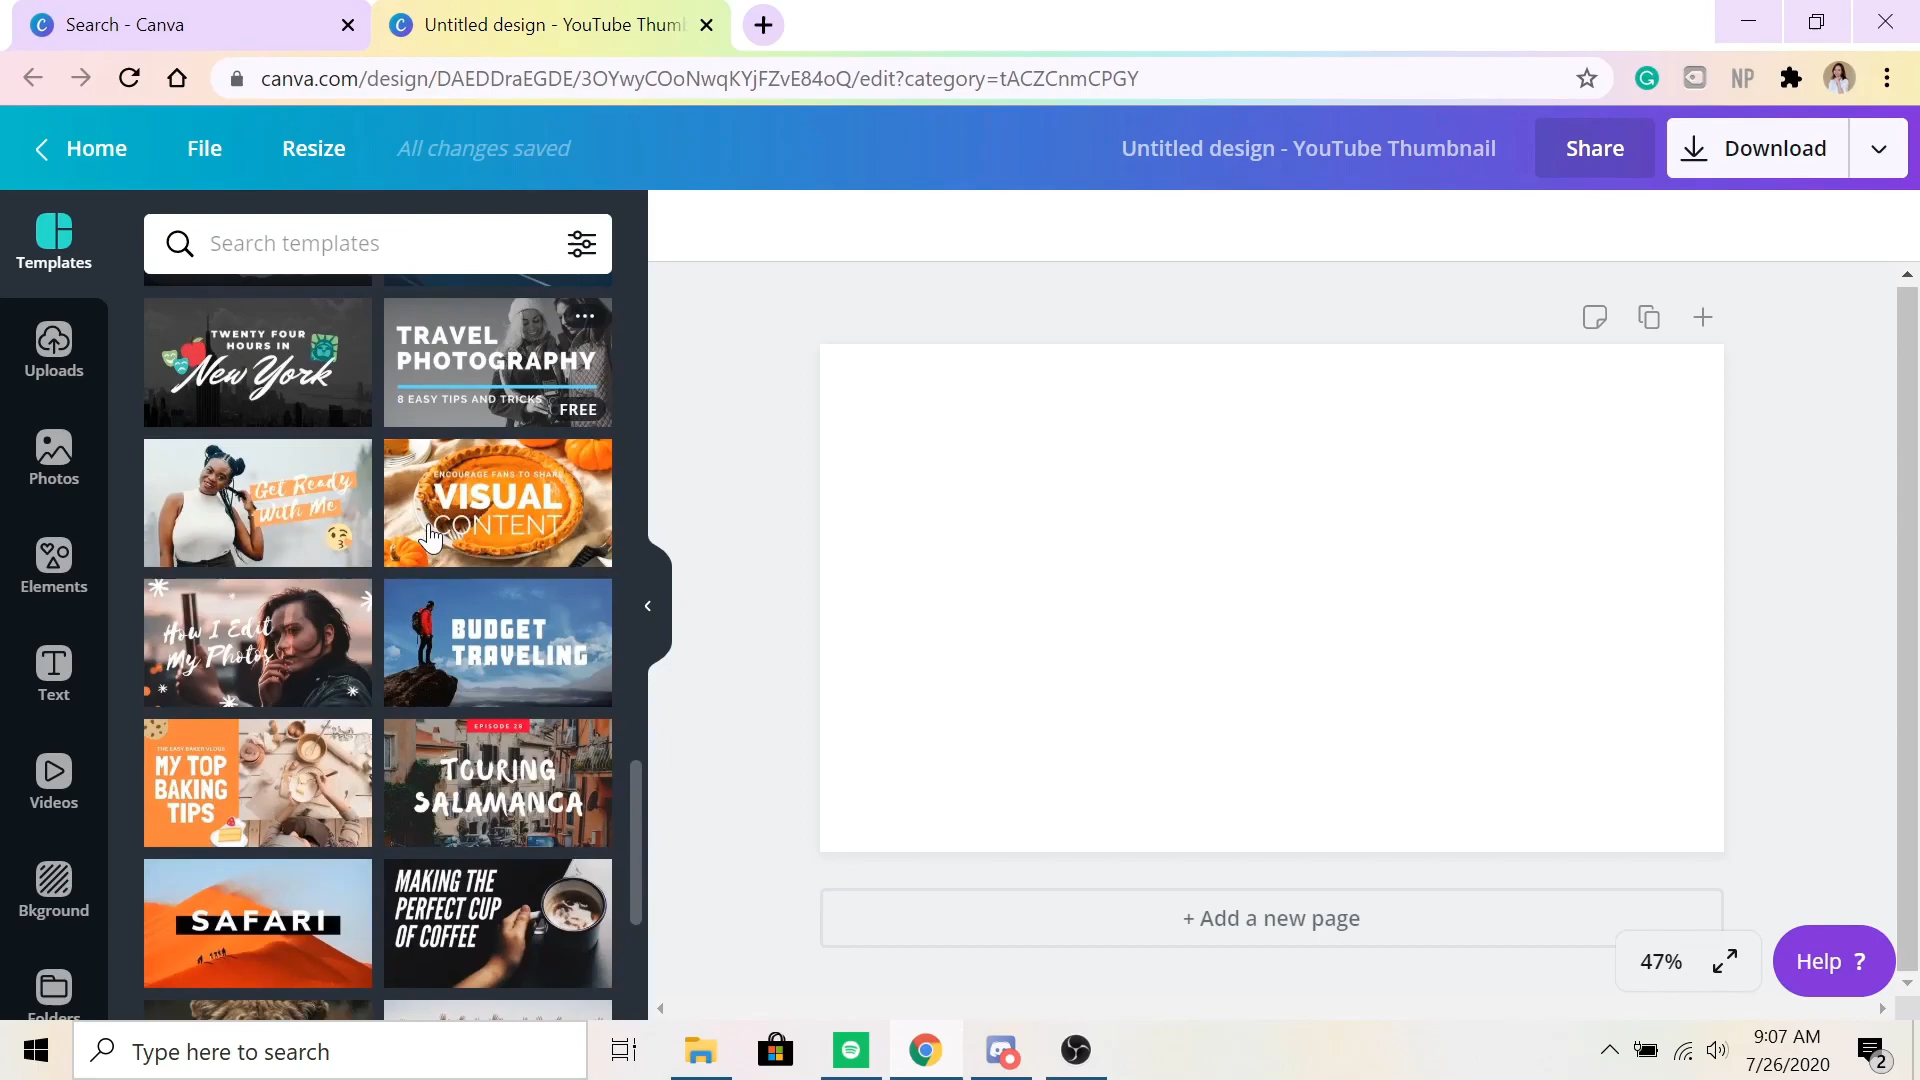 Search - Canva
Untitled design - YouTube Thum
canva.com/design/DAEDDraEGDE/3OYwyCOoNwqKYjFZvE84oQ/edit?category=tACZCnmCPGY
NP
Home
File
Resize
All changes saved
Untitled design - YouTube Thumbnail
Share
Download
Templates
Uploads
Photos
Elements
Text
Videos
Bkground
Folders
Search templates
TWENTY FOUR
HOURS IN
New York
TRAVEL
PHOTOGRAPHY
8 EASY TIPS AND TRICKS
FREE
Get Ready
With Me
ENCOURAGE FANS TO SHARE
VISUAL
CONTENT
How I Edit
My Photos
BUDGET
TRAVELING
THE EASY BAKER VLOGS
MY TOP
BAKING
TIPS
EPISODE 28
TOURING
SALAMANCA
SAFARI
MAKING THE
PERFECT CUP
OF COFFEE
+ Add a new page
47%
Help ?
Type here to search
9:07 AM
7/26/2020
2